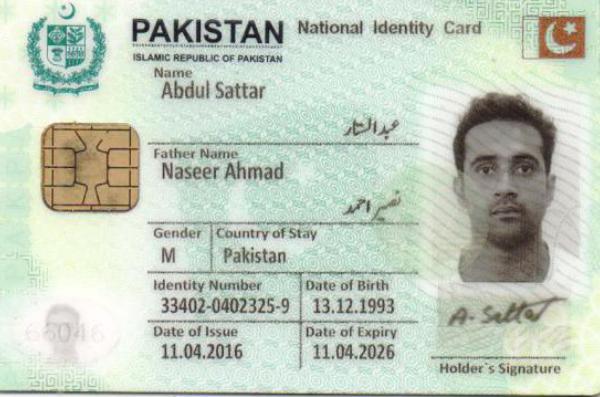 PAKISTAN National Identity Card
ISLAMIC REPUBLIC OF PAKISTAN
Name
Abdul Sattar
عبدالستار
Father Name
Naseer Ahmad
نصیر احمد
Gender Country of Stay
M Pakistan
Identity Number Date of Birth
33402-0402325-9 13.12.1993
Date of Issue Date of Expiry
11.04.2016 11.04.2026
66046
A. Sattar
Holder's Signature